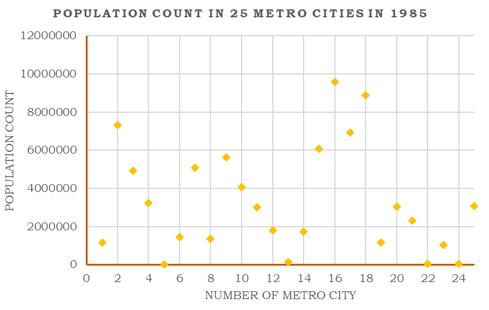 POPULATION COUNT IN 25 METRO CITIES IN 1985
12000000
10000000
8000000
6000000
4000000
2000000
0
POPULATION COUNT
0 2 4 6 8 10 12 14 16 18 20 22 24
NUMBER OF METRO CITY